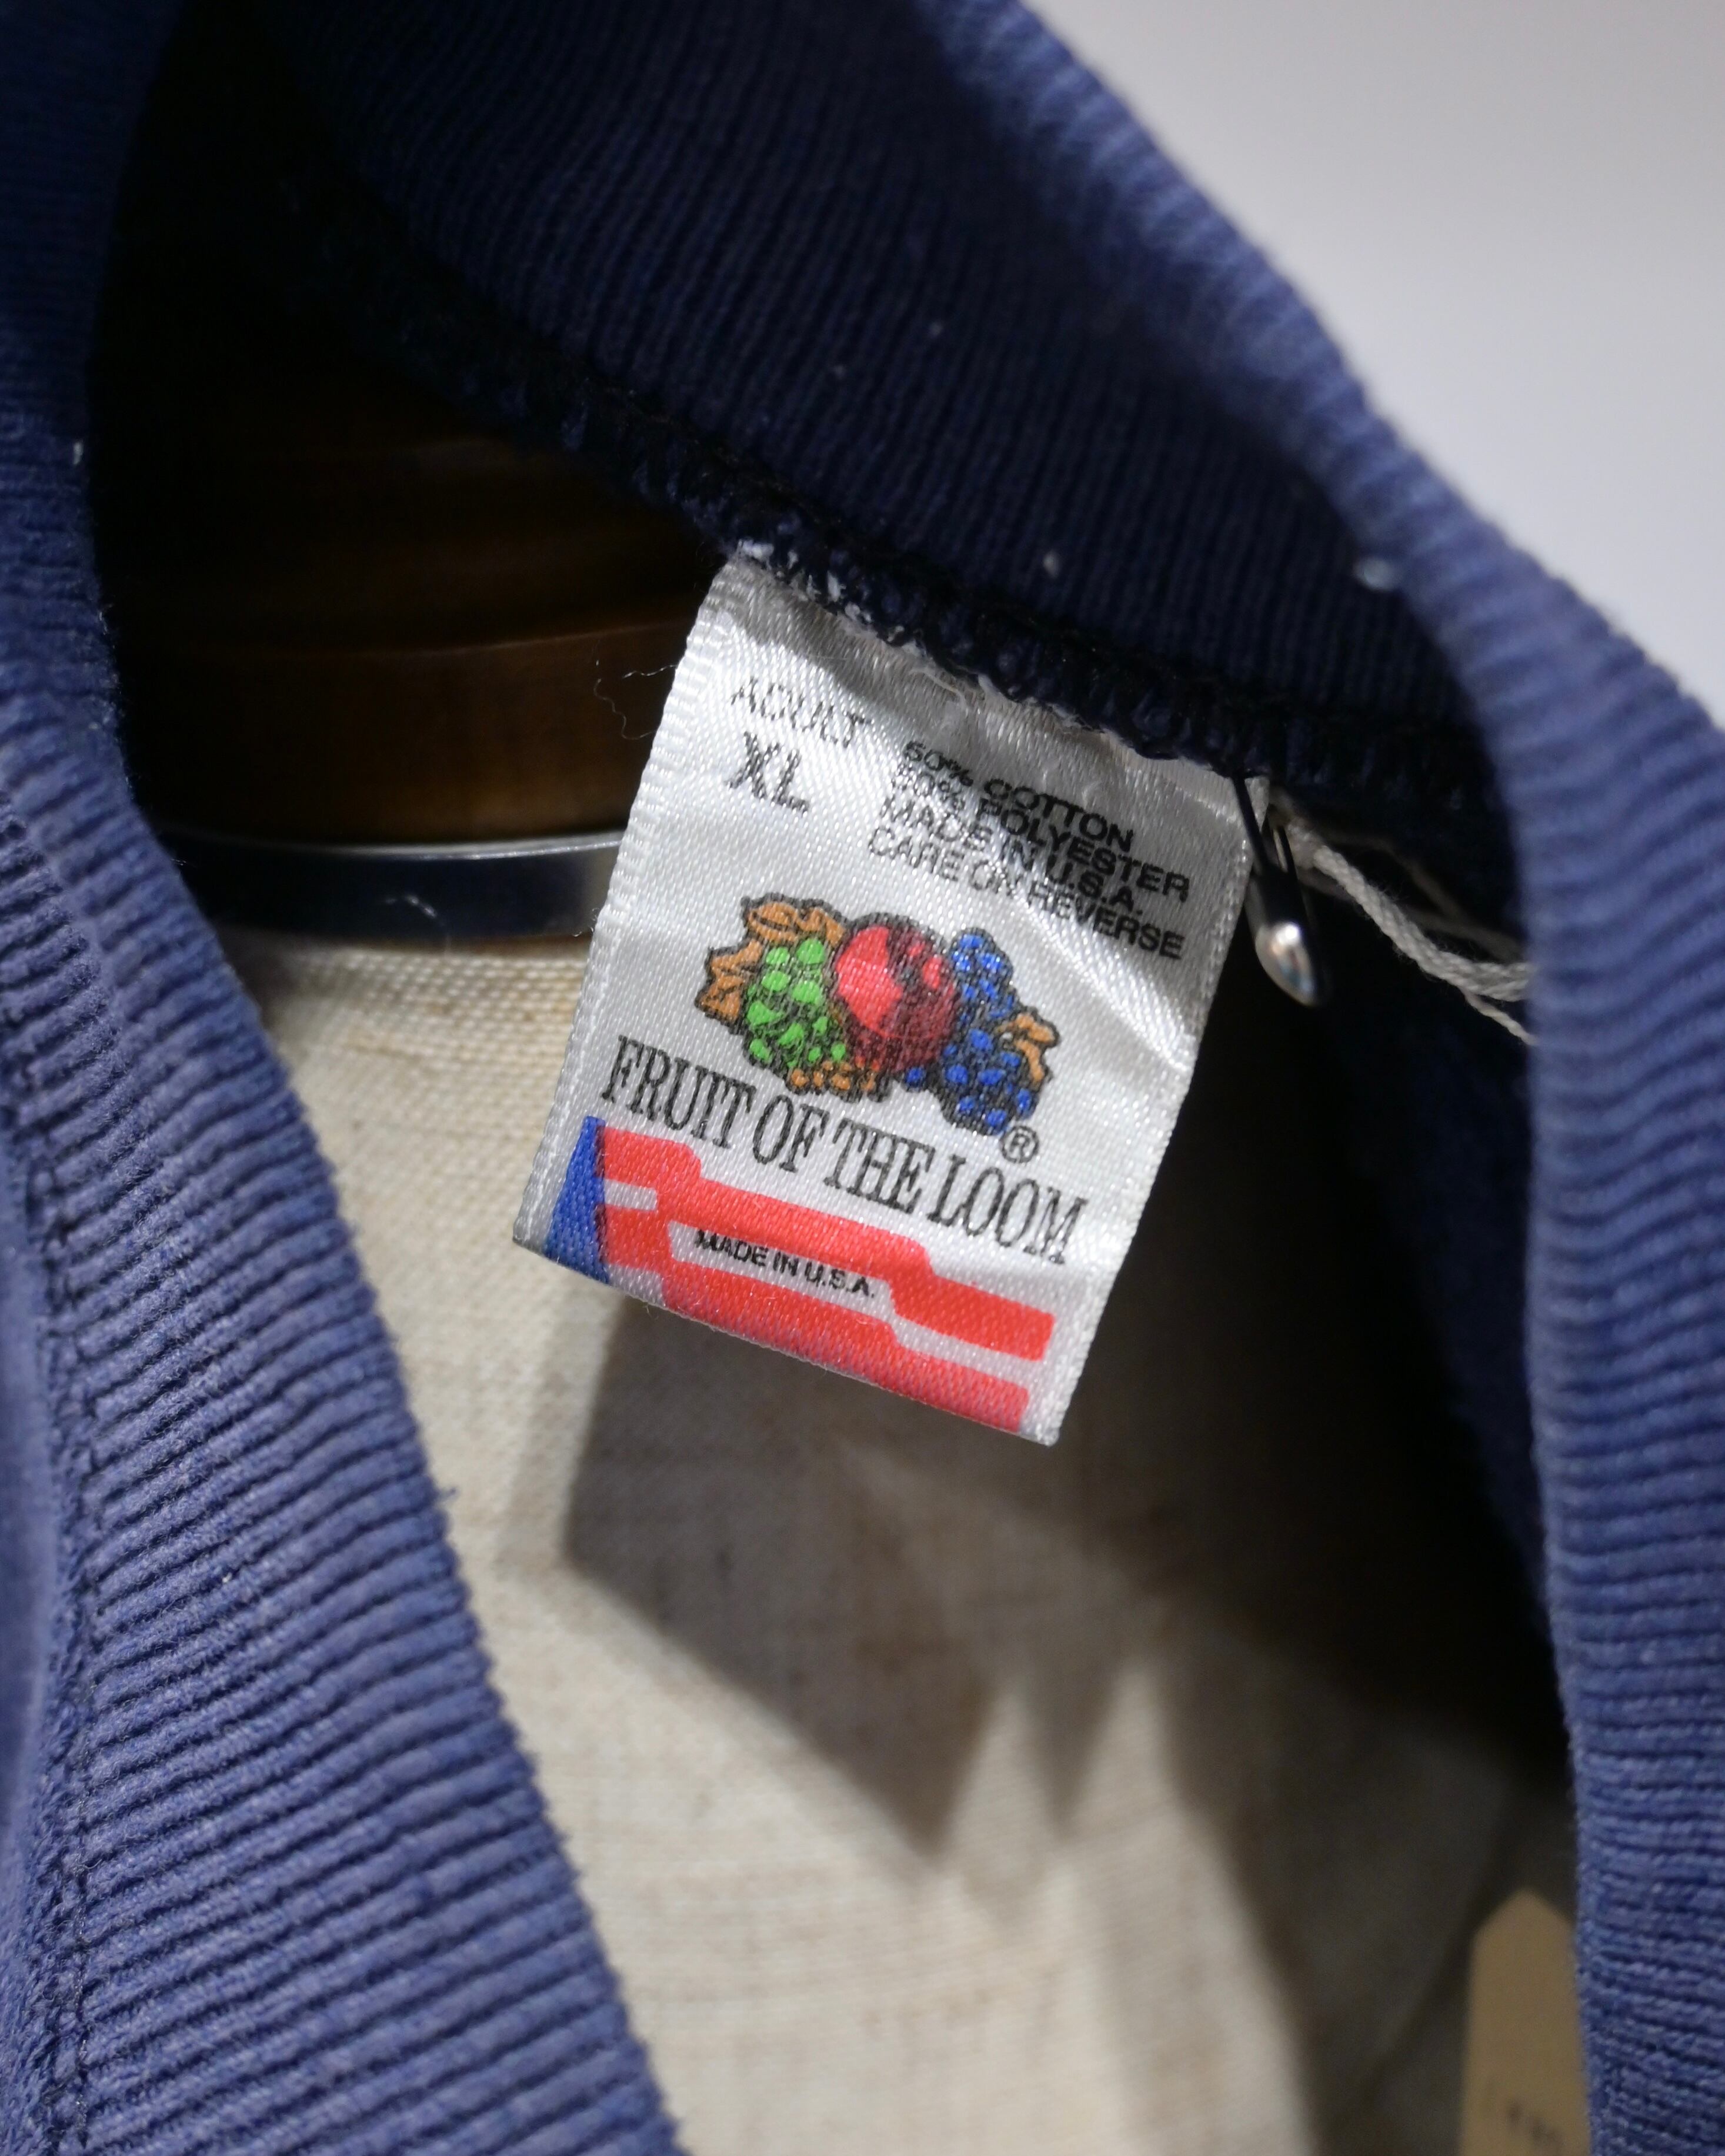 ADULT
XL
50% COTTON
50% POLYESTER
MADE IN U.S.A.
CARE ON REVERSE
FRUIT OF THE LOOM
®
MADE IN U.S.A.